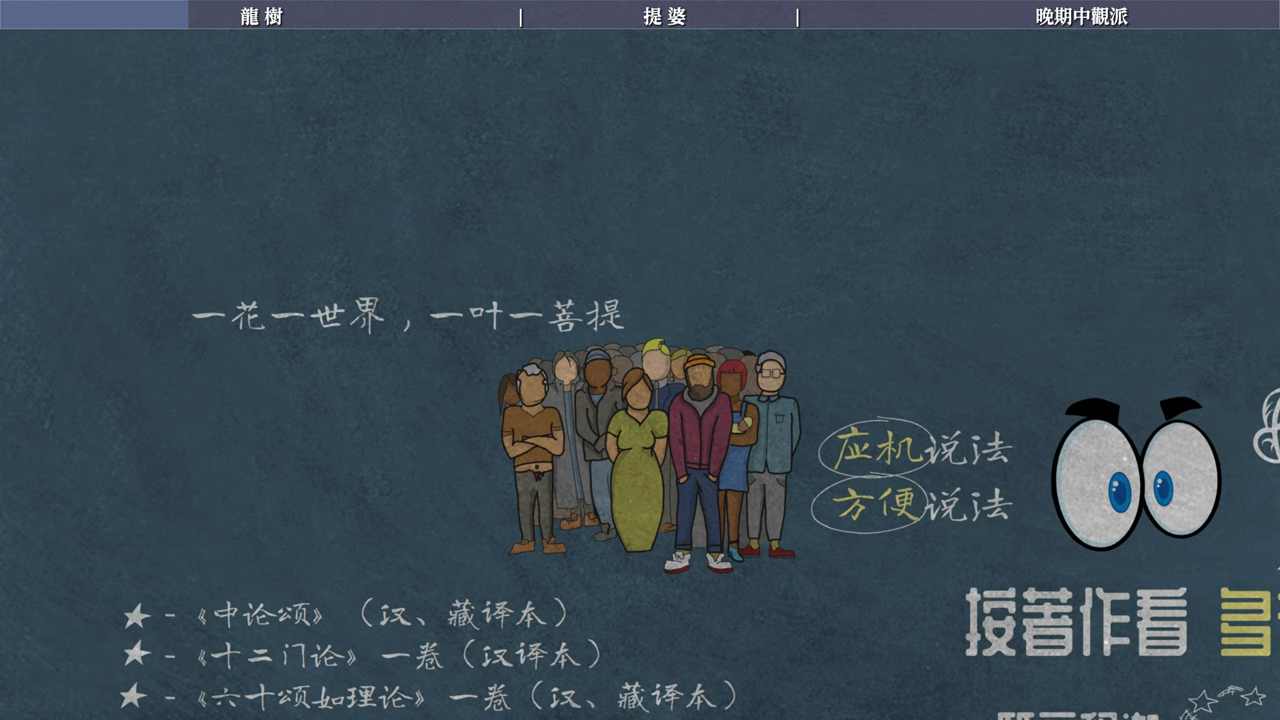 龍樹 | 提婆 | 晚期中觀派
一花一世界，一叶一菩提
应机说法
方便说法
接著作看
★ - 《中论颂》（汉、藏译本）
★ - 《十二门论》 一卷（汉译本）
★ - 《六十颂如理论》 一卷（汉、藏译本）